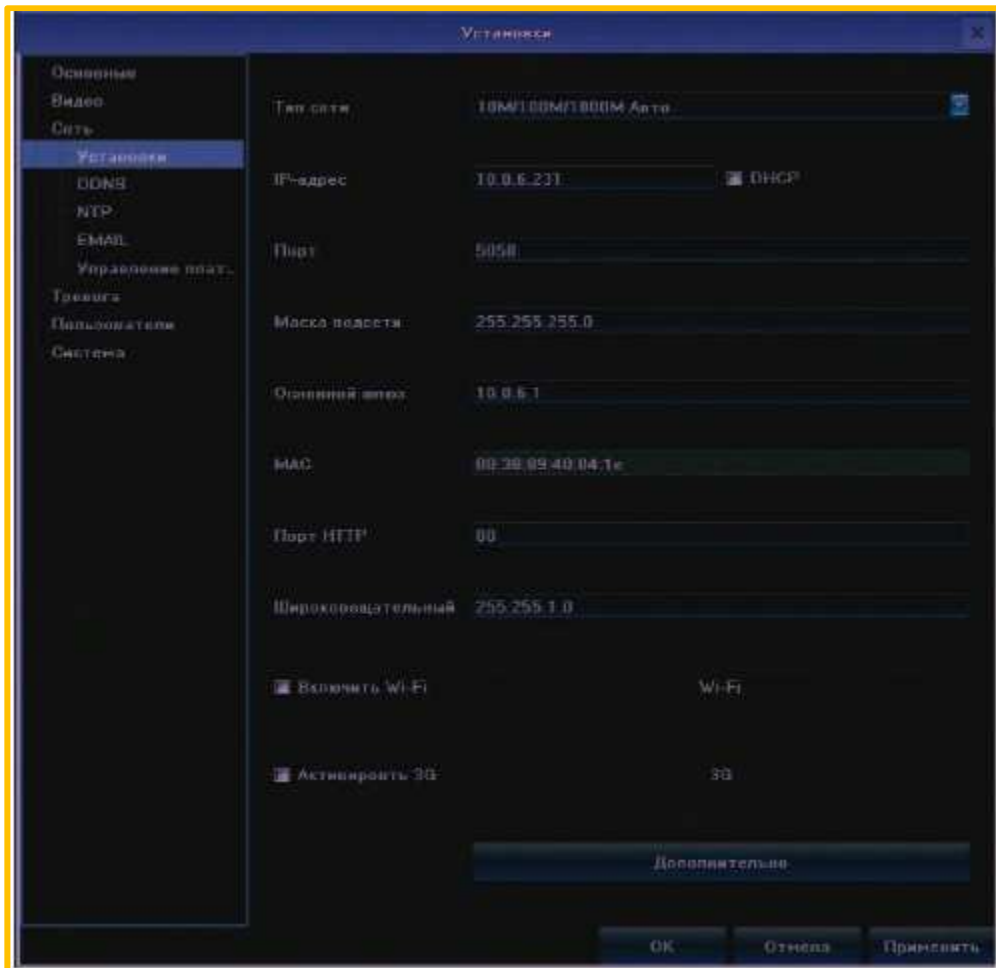 Установки
Основные
Видео
Сеть
Установки
DDNS
NTP
EMAIL
Управление плат..
Тревога
Пользователи
Система
Тип сети 10M/100M/1000M Авто
IP-адрес 10.0.6.231 DHCP
Порт 5050
Маска подсети 255.255.255.0
Основной шлюз 10.0.6.1
MAC
Порт HTTP 80
Широковещательный 255.255.1.0
Включить Wi-Fi Wi-Fi
Активировать 3G 3G
Дополнительно
OK Отмена Применить